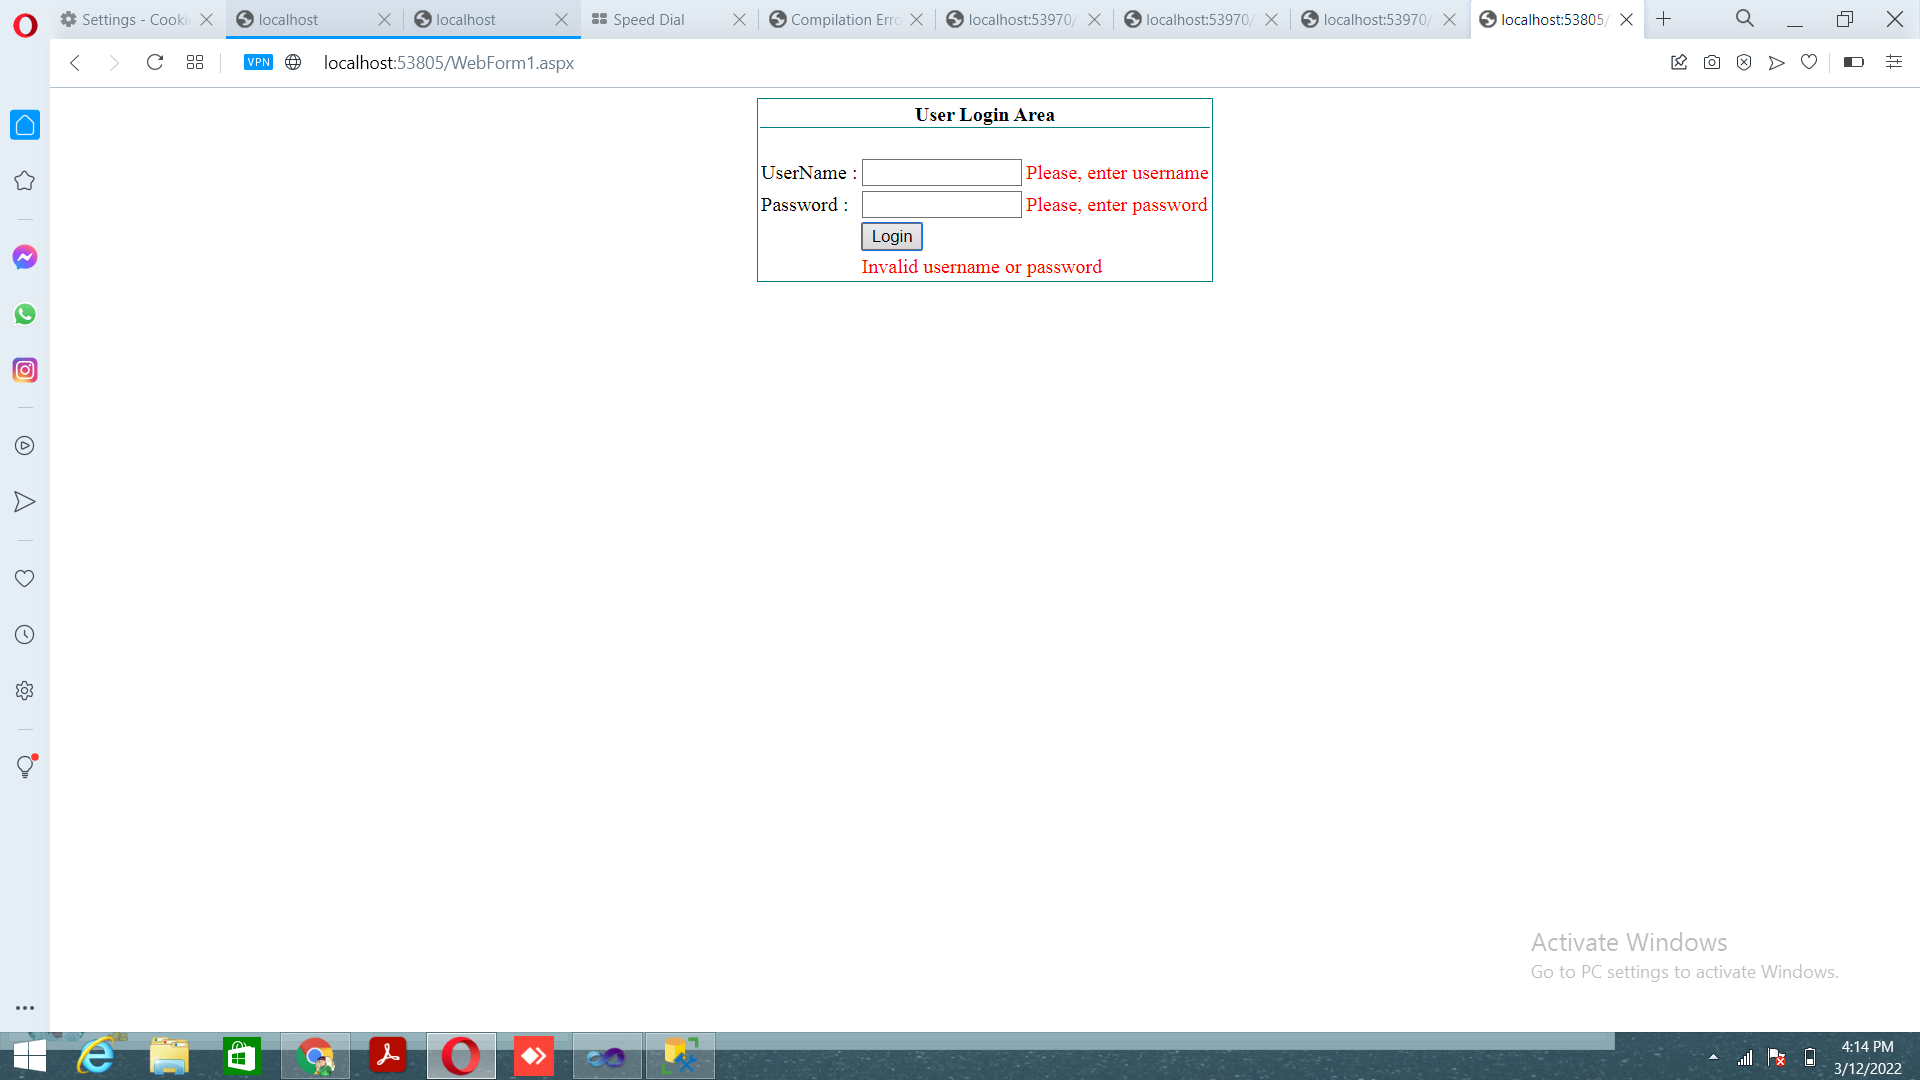 Settings - Cooki
localhost
localhost
Speed Dial
Compilation Erro
localhost:53970/
localhost:53970/
localhost:53970/
localhost:53805/
VPN
localhost:53805/WebForm1.aspx
User Login Area
UserName : Please, enter username
Password : Please, enter password
Login
Invalid username or password
Activate Windows
Go to PC settings to activate Windows.
4:14 PM
3/12/2022